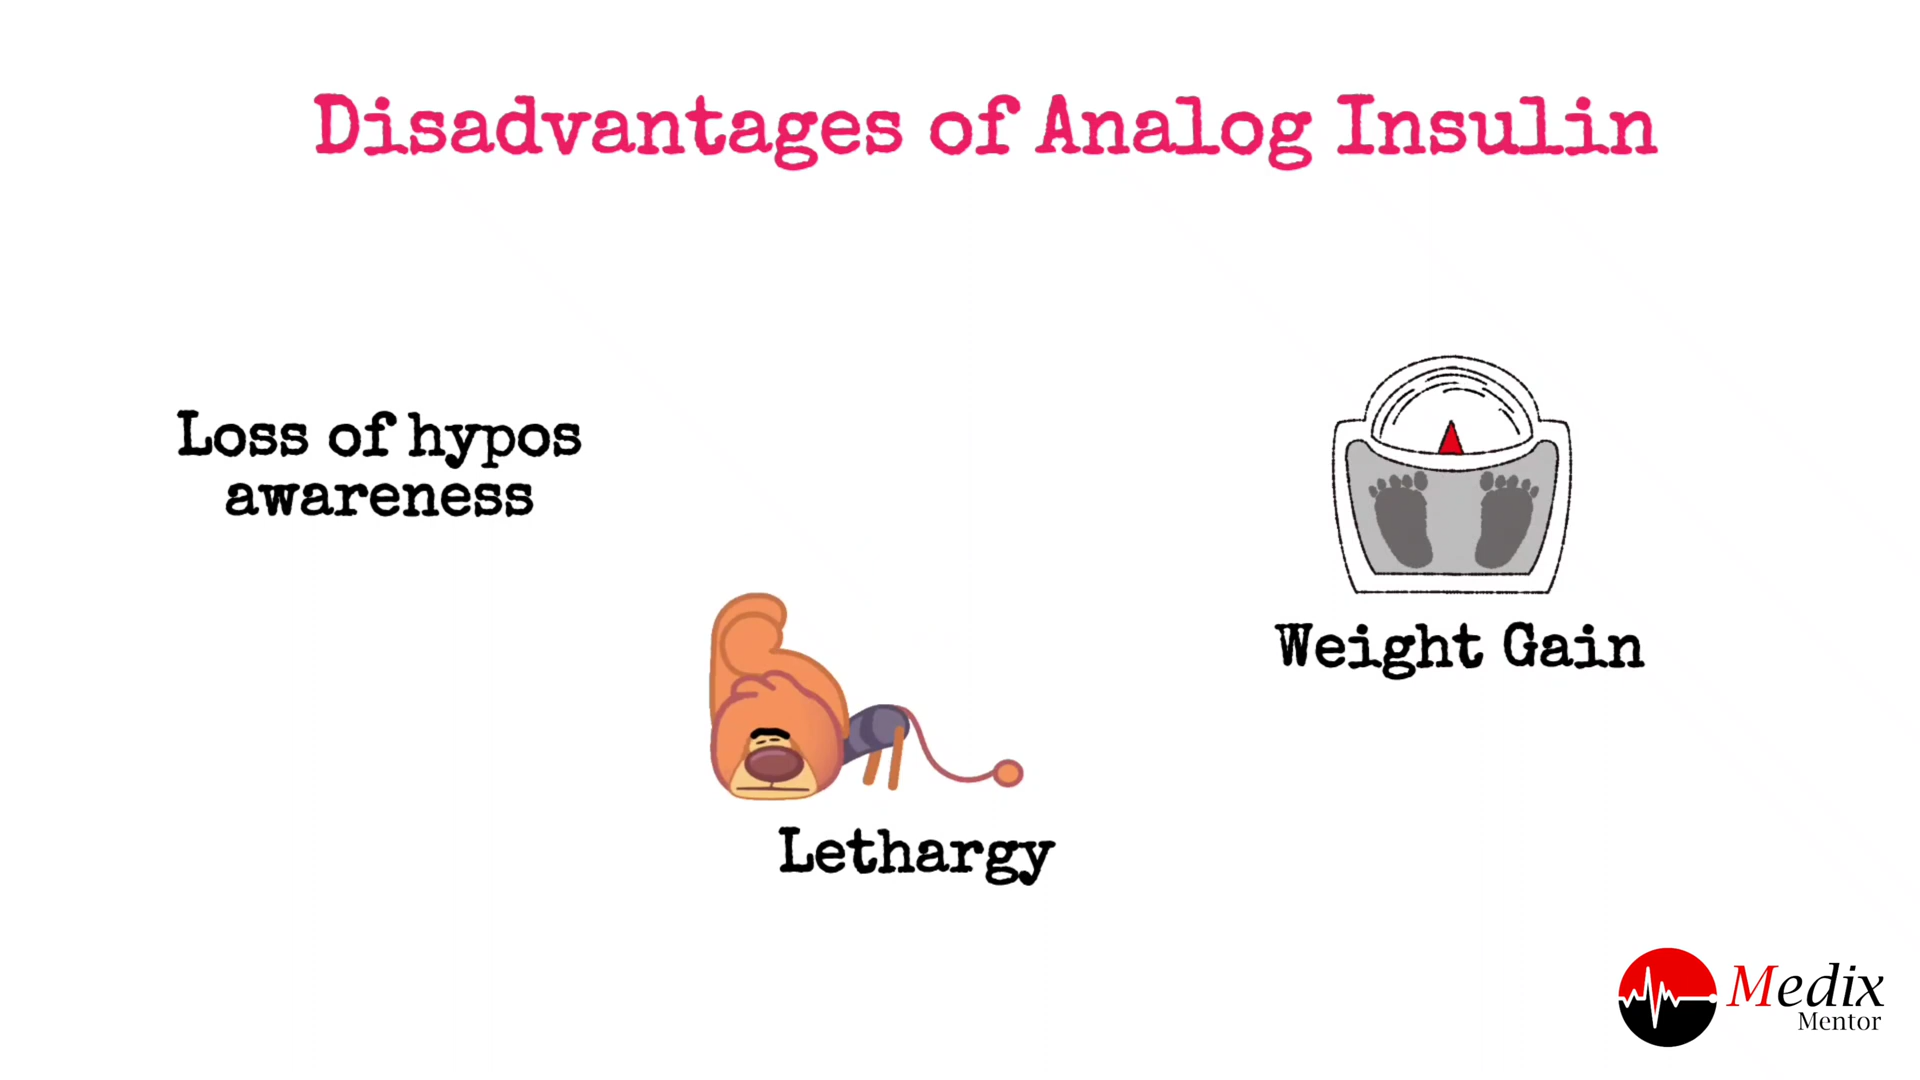 Disadvantages of Analog Insulin
Loss of hypos
awareness
Weight Gain
Lethargy
Medix
Mentor